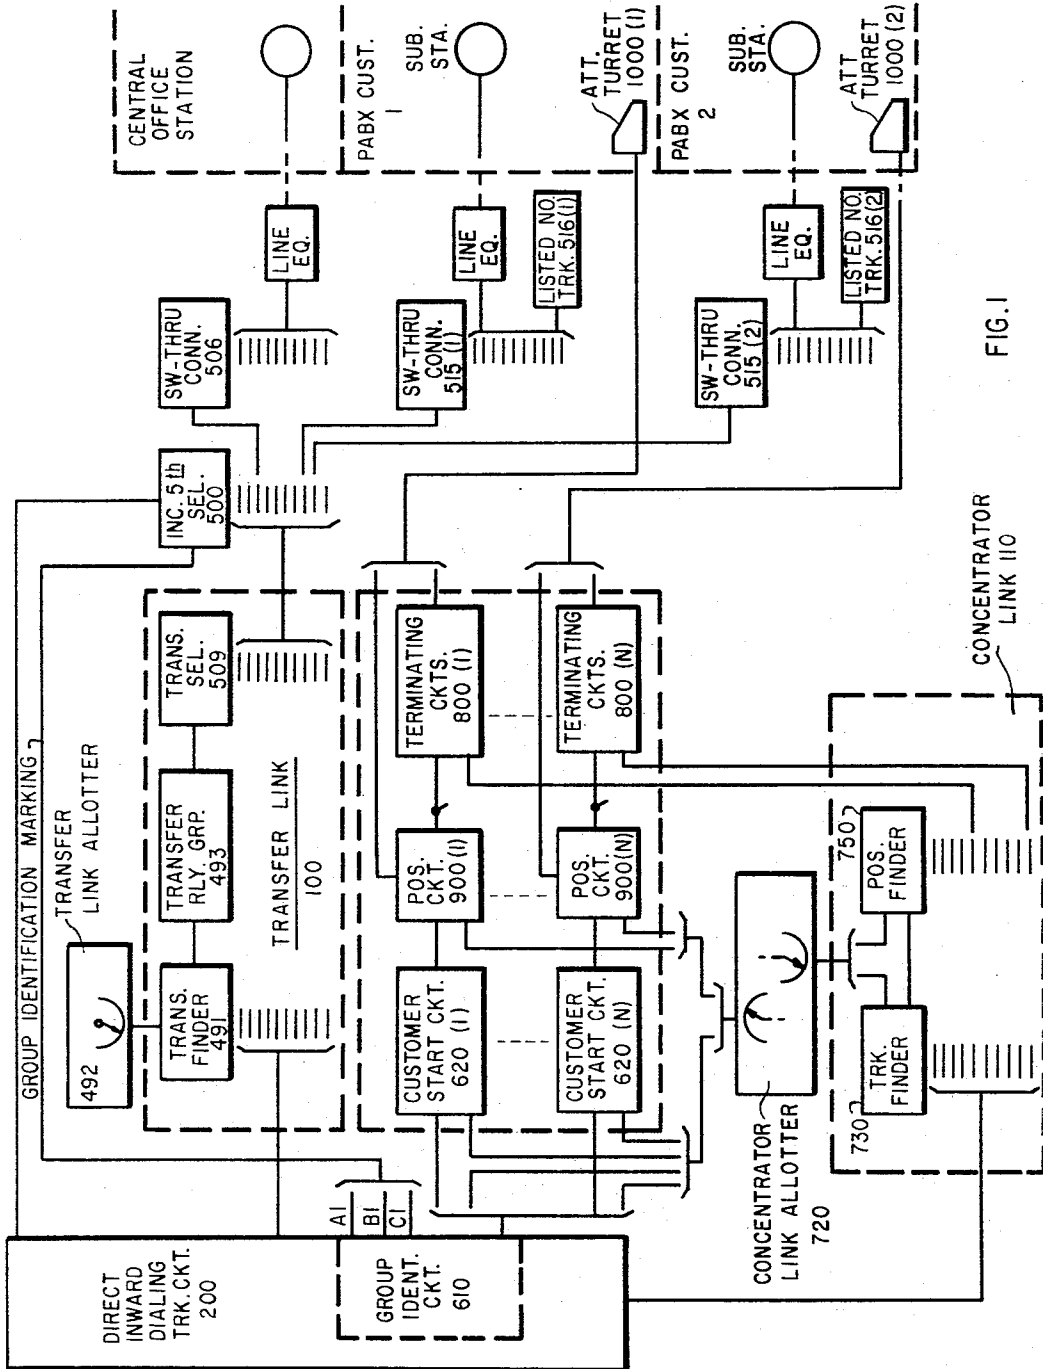 DIRECT
INWARD
DIALING
TRK. CKT.
200
GROUP
IDENT.
CKT.
610
A1
B1
C1
GROUP IDENTIFICATION MARKING
TRANSFER
LINK ALLOTTER
492
TRANS.
FINDER
491
TRANSFER
RLY. GRP.
493
TRANS.
SEL.
509
TRANSFER LINK
100
INC. 5th
SEL.
500
SW-THRU
CONN.
506
SW-THRU
CONN.
515 (1)
SW-THRU
CONN.
515 (2)
LINE
EQ.
LINE
EQ.
LISTED NO.
TRK. 516(1)
LINE
EQ.
LISTED NO.
TRK. 516(2)
CENTRAL
OFFICE
STATION
PABX CUST.
1
SUB.
STA.
ATT.
TURRET
1000 (1)
PABX CUST.
2
SUB.
STA.
ATT
TURRET
1000 (2)
CUSTOMER
START CKT.
620 (1)
POS.
CKT.
900 (1)
TERMINATING
CKTS.
800 (1)
CUSTOMER
START CKT.
620 (N)
POS.
CKT.
900(N)
TERMINATING
CKTS.
800 (N)
CONCENTRATOR
LINK ALLOTTER
720
730
TRK.
FINDER
750
POS.
FINDER
CONCENTRATOR
LINK 110
FIG.1